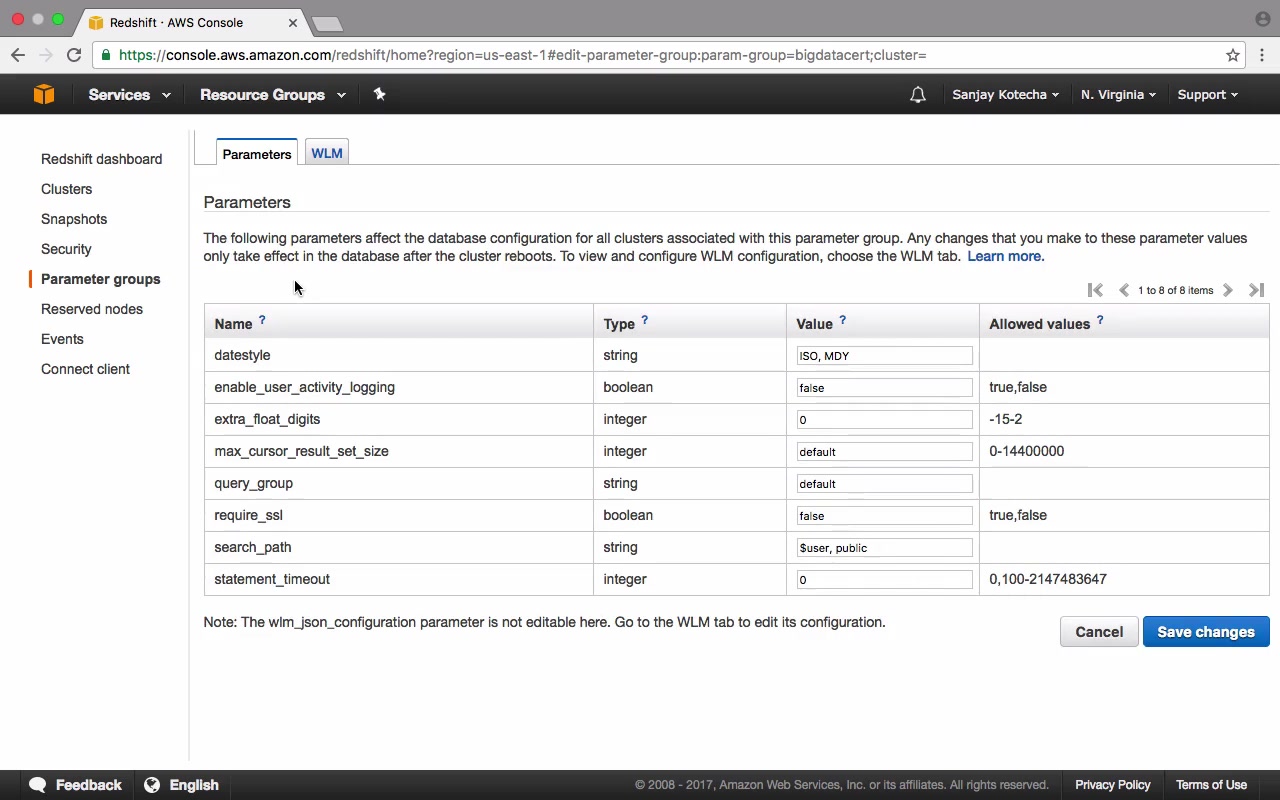 Redshift · AWS Console
https://console.aws.amazon.com/redshift/home?region=us-east-1#edit-parameter-group:param-group=bigdatacert;cluster=
Services Resource Groups Sanjay Kotecha N. Virginia Support
Redshift dashboard
Clusters
Snapshots
Security
Parameter groups
Reserved nodes
Events
Connect client
Parameters WLM
Parameters
The following parameters affect the database configuration for all clusters associated with this parameter group. Any changes that you make to these parameter values
only take effect in the database after the cluster reboots. To view and configure WLM configuration, choose the WLM tab. Learn more.
1 to 8 of 8 items
Name ? Type ? Value ? Allowed values ?
datestyle string ISO, MDY
enable_user_activity_logging boolean false true,false
extra_float_digits integer 0 -15-2
max_cursor_result_set_size integer default 0-14400000
query_group string default
require_ssl boolean false true,false
search_path string $user, public
statement_timeout integer 0 0,100-2147483647
Note: The wlm_json_configuration parameter is not editable here. Go to the WLM tab to edit its configuration.
Cancel Save changes
Feedback English © 2008 - 2017, Amazon Web Services, Inc. or its affiliates. All rights reserved. Privacy Policy Terms of Use